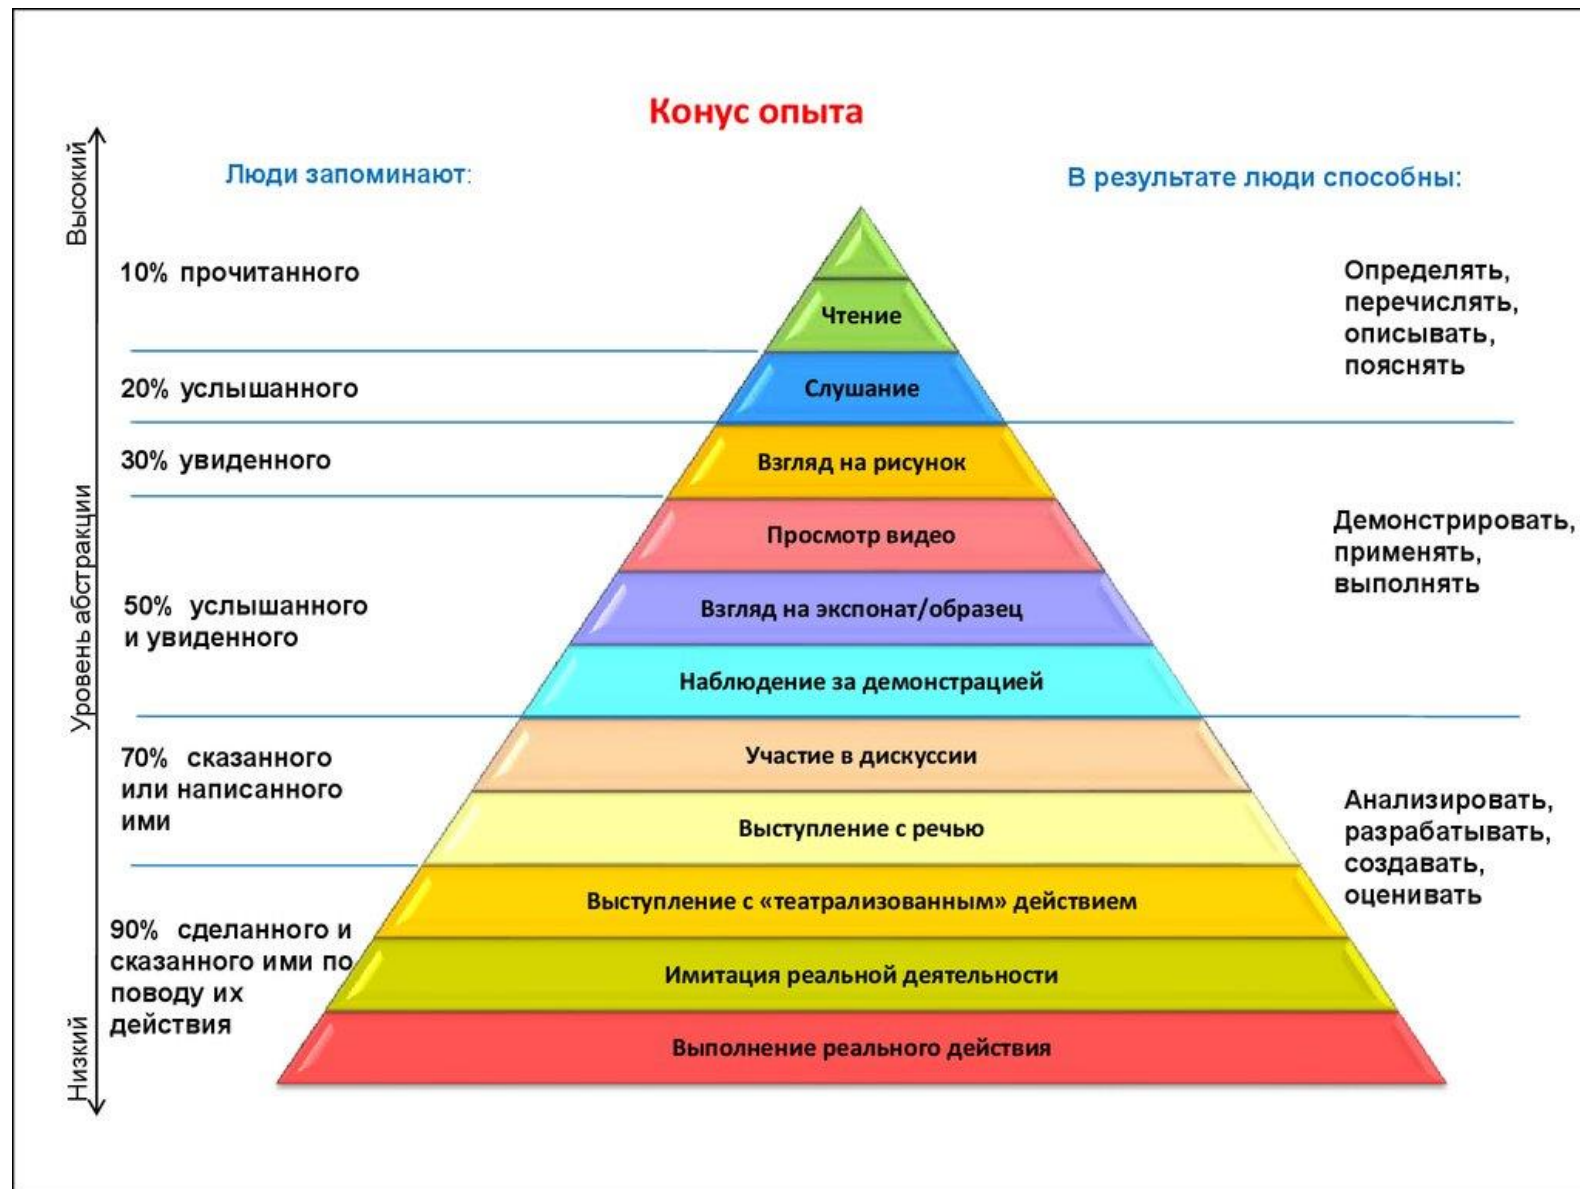 Конус опыта
Люди запоминают:
В результате люди способны:
Высокий
Уровень абстракции
Низкий
10% прочитанного
20% услышанного
30% увиденного
50% услышанного
и увиденного
70% сказанного
или написанного
ими
90% сделанного и
сказанного ими по
поводу их
действия
Чтение
Слушание
Взгляд на рисунок
Просмотр видео
Взгляд на экспонат/образец
Наблюдение за демонстрацией
Участие в дискуссии
Выступление с речью
Выступление с «театрализованным» действием
Имитация реальной деятельности
Выполнение реального действия
Определять,
перечислять,
описывать,
пояснять
Демонстрировать,
применять,
выполнять
Анализировать,
разрабатывать,
создавать,
оценивать